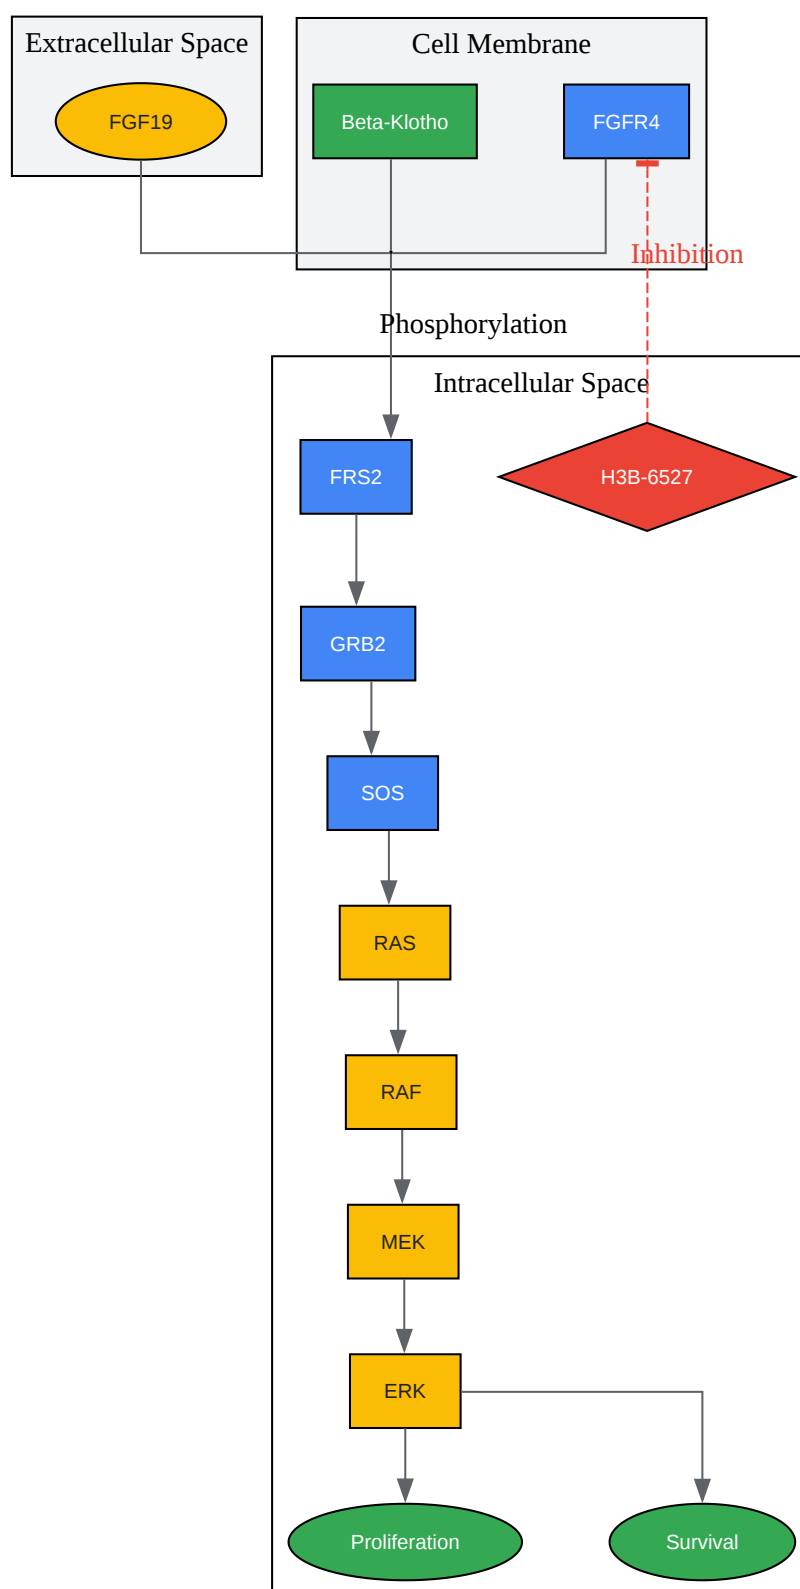 Extracellular Space
Cell Membrane
FGF19
Beta-Klotho
FGFR4
Inhibition
Phosphorylation
Intracellular Space
FRS2
H3B-6527
GRB2
SOS
RAS
RAF
MEK
ERK
Proliferation
Survival